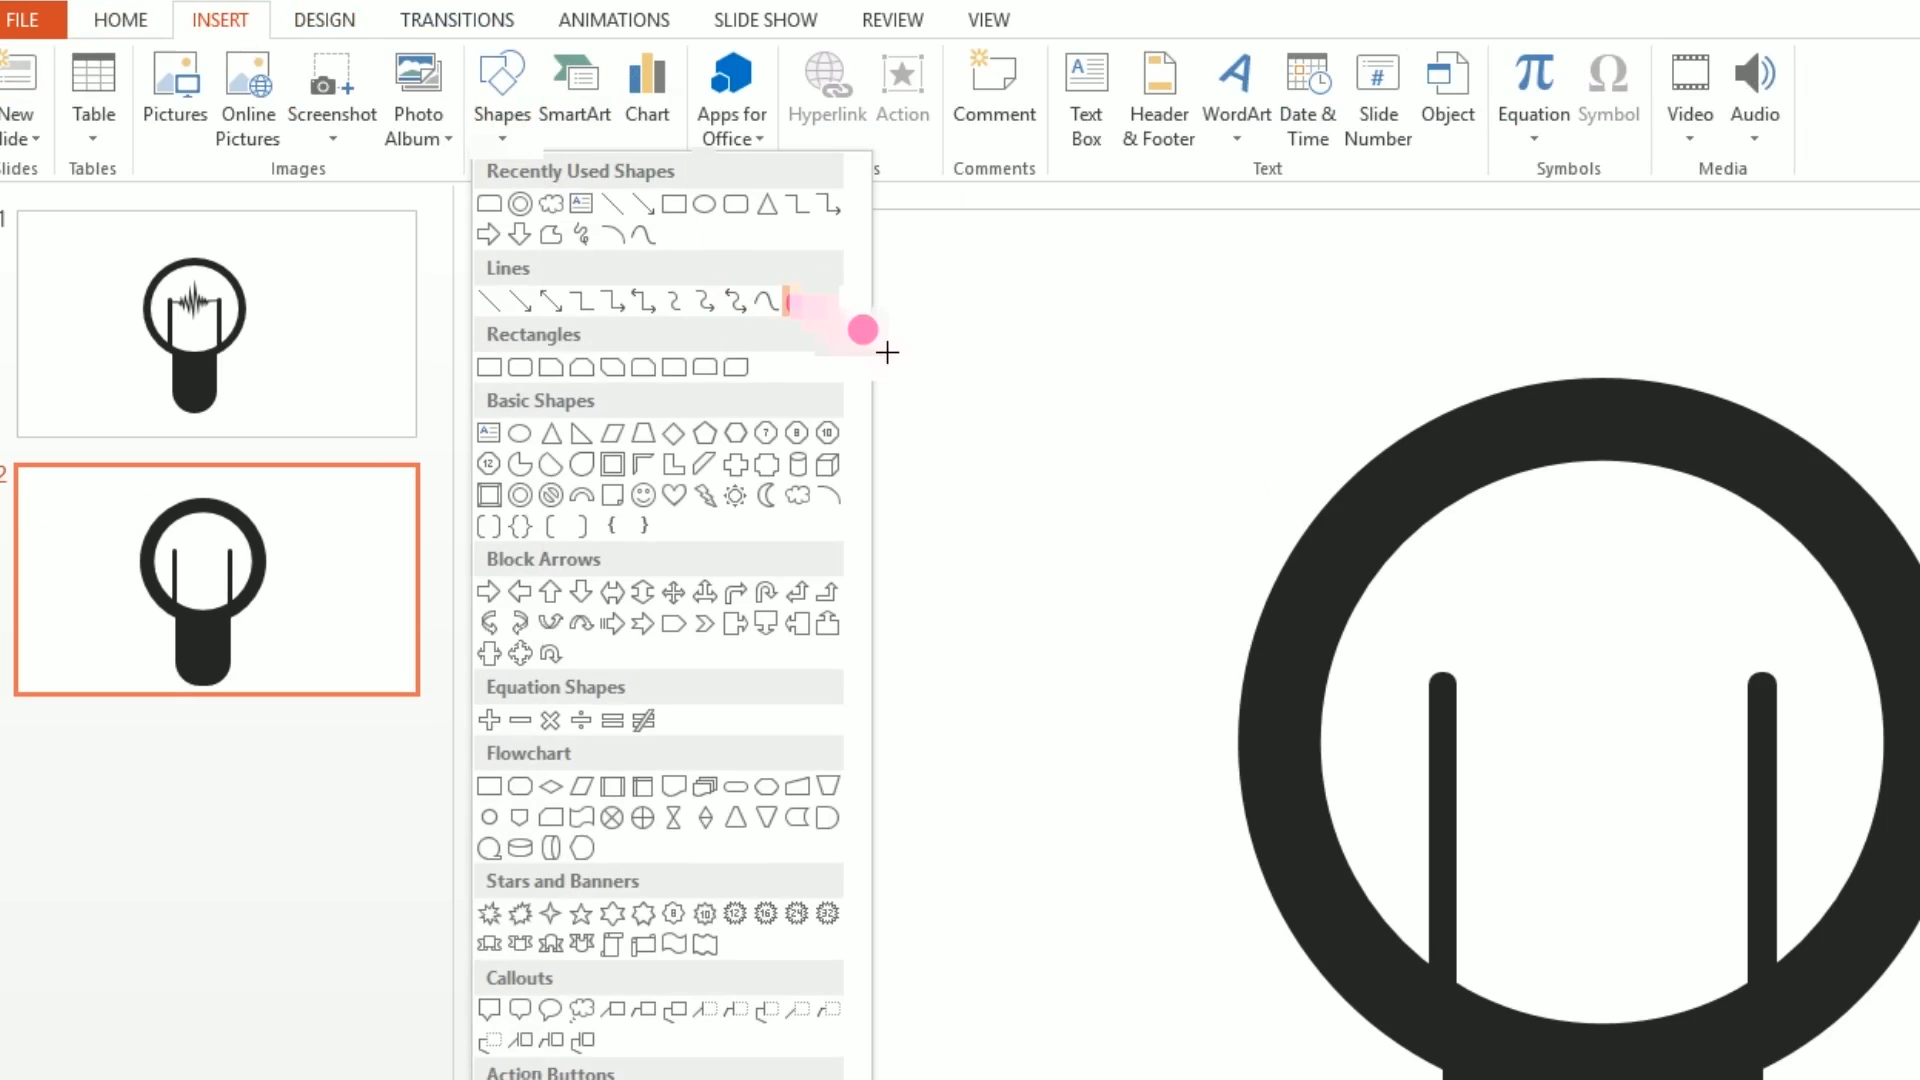 FILE HOME INSERT DESIGN TRANSITIONS ANIMATIONS SLIDE SHOW REVIEW VIEW
New Table Pictures Online Screenshot Photo Shapes SmartArt Chart Apps for Hyperlink Action Comment Text Header WordArt Date & Slide Object Equation Symbol Video Audio
lide Pictures Album Office Box & Footer Time Number
lides Tables Images s Comments Text Symbols Media
Recently Used Shapes
Lines
Rectangles
Basic Shapes
Block Arrows
Equation Shapes
Flowchart
Stars and Banners
Callouts
Action Buttons
1
2